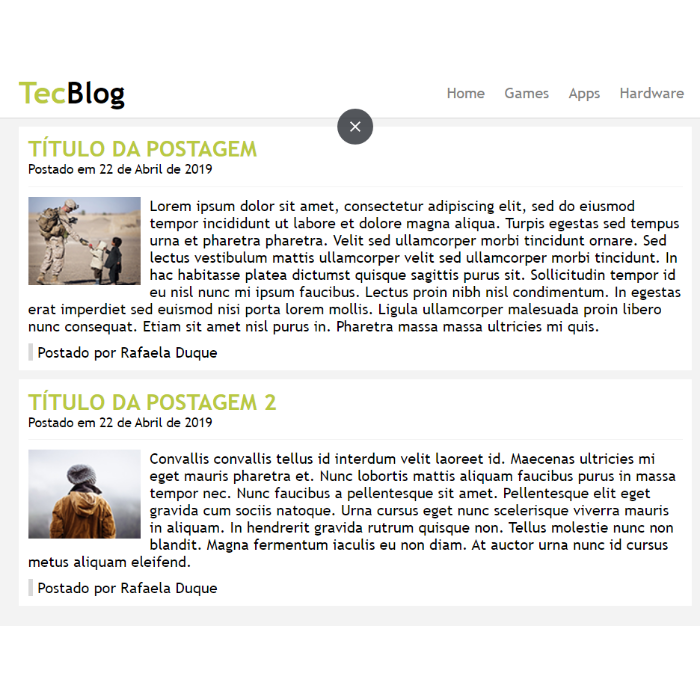 TecBlog
Home Games Apps Hardware
TÍTULO DA POSTAGEM
Postado em 22 de Abril de 2019
Lorem ipsum dolor sit amet, consectetur adipiscing elit, sed do eiusmod
tempor incididunt ut labore et dolore magna aliqua. Turpis egestas sed tempus
urna et pharetra pharetra. Velit sed ullamcorper morbi tincidunt ornare. Sed
lectus vestibulum mattis ullamcorper velit sed ullamcorper morbi tincidunt. In
hac habitasse platea dictumst quisque sagittis purus sit. Sollicitudin tempor id
eu nisl nunc mi ipsum faucibus. Lectus proin nibh nisl condimentum. In egestas
erat imperdiet sed euismod nisi porta lorem mollis. Ligula ullamcorper malesuada proin libero
nunc consequat. Etiam sit amet nisl purus in. Pharetra massa massa ultricies mi quis.
Postado por Rafaela Duque
TÍTULO DA POSTAGEM 2
Postado em 22 de Abril de 2019
Convallis convallis tellus id interdum velit laoreet id. Maecenas ultricies mi
eget mauris pharetra et. Nunc lobortis mattis aliquam faucibus purus in massa
tempor nec. Nunc faucibus a pellentesque sit amet. Pellentesque elit eget
gravida cum sociis natoque. Urna cursus eget nunc scelerisque viverra mauris
in aliquam. In hendrerit gravida rutrum quisque non. Tellus molestie nunc non
blandit. Magna fermentum iaculis eu non diam. At auctor urna nunc id cursus
metus aliquam eleifend.
Postado por Rafaela Duque